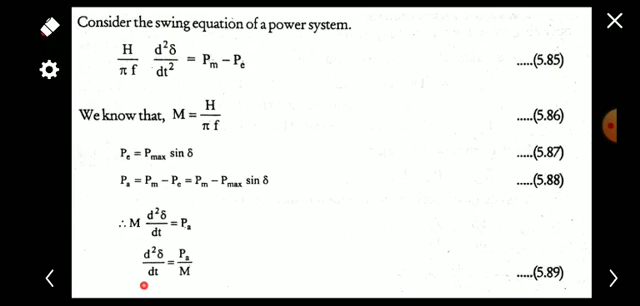 Consider the swing equation of a power system.
H/π f d²δ/dt² = Pm − Pe .....(5.85)
We know that, M = H/π f .....(5.86)
Pe = Pmax sin δ .....(5.87)
Pa = Pm − Pe = Pm − Pmax sin δ .....(5.88)
∴ M d²δ/dt = Pa
d²δ/dt = Pa/M .....(5.89)